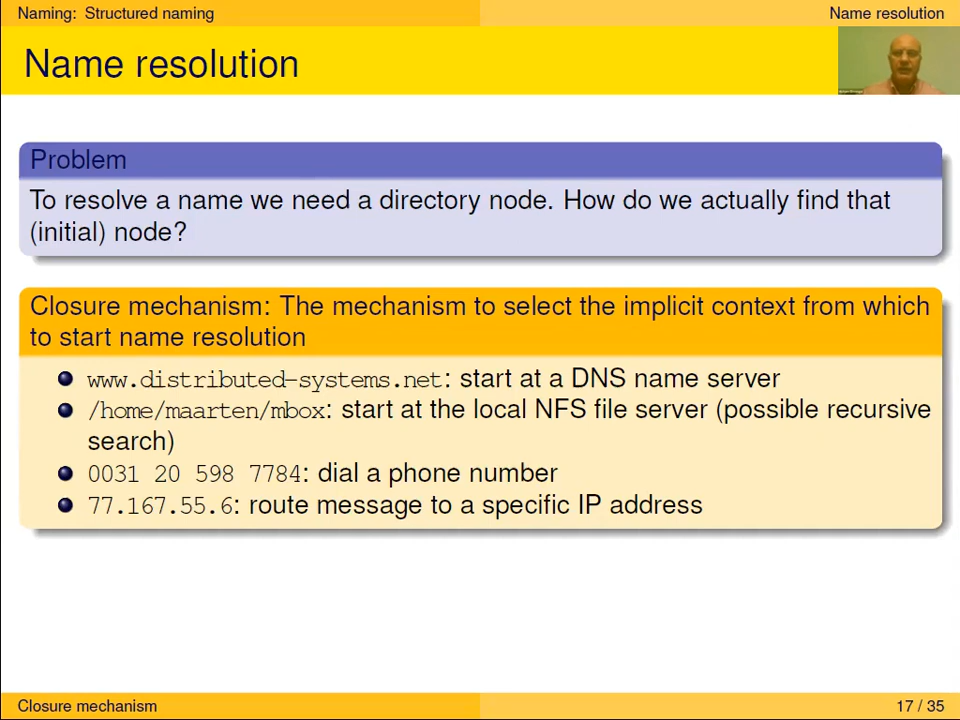 Naming: Structured naming
Name resolution
Name resolution
Problem
To resolve a name we need a directory node. How do we actually find that
(initial) node?
Closure mechanism: The mechanism to select the implicit context from which
to start name resolution
www.distributed-systems.net: start at a DNS name server
/home/maarten/mbox: start at the local NFS file server (possible recursive
search)
0031 20 598 7784: dial a phone number
77.167.55.6: route message to a specific IP address
Closure mechanism
17 / 35